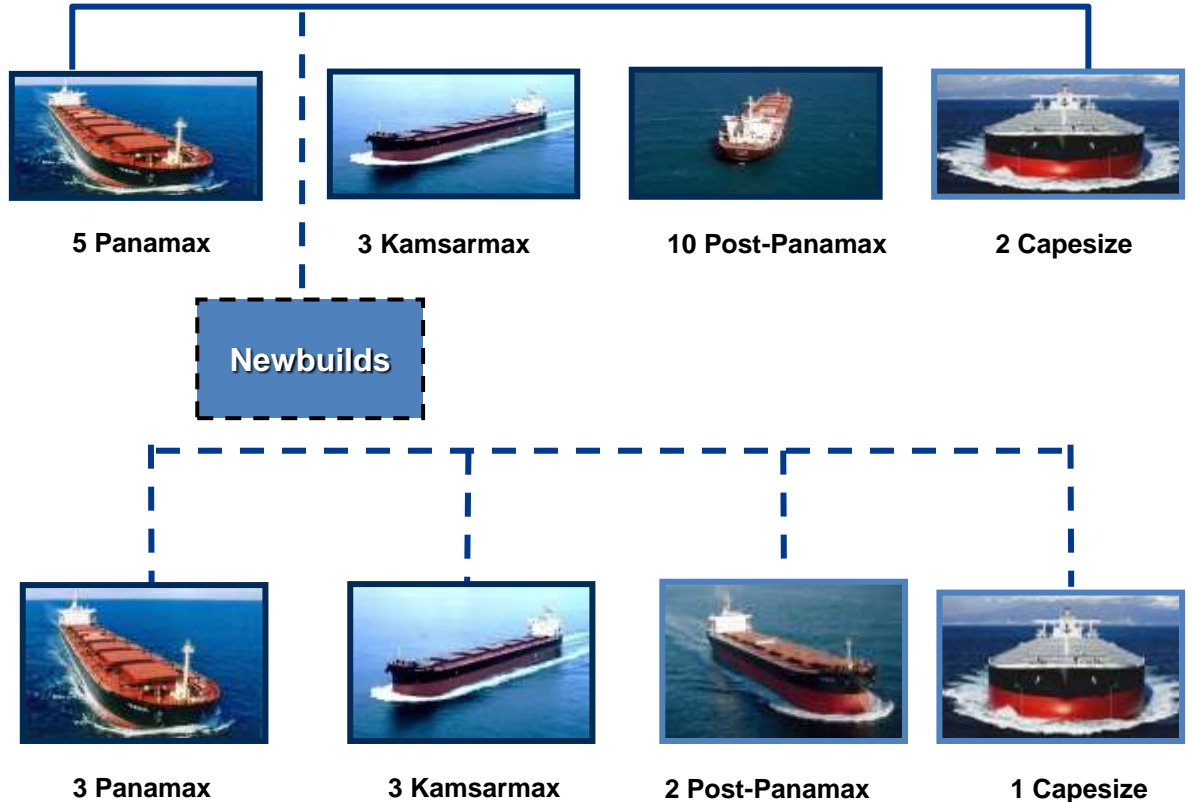 5 Panamax
3 Kamsarmax
10 Post-Panamax
2 Capesize
Newbuilds
3 Panamax
3 Kamsarmax
2 Post-Panamax
1 Capesize